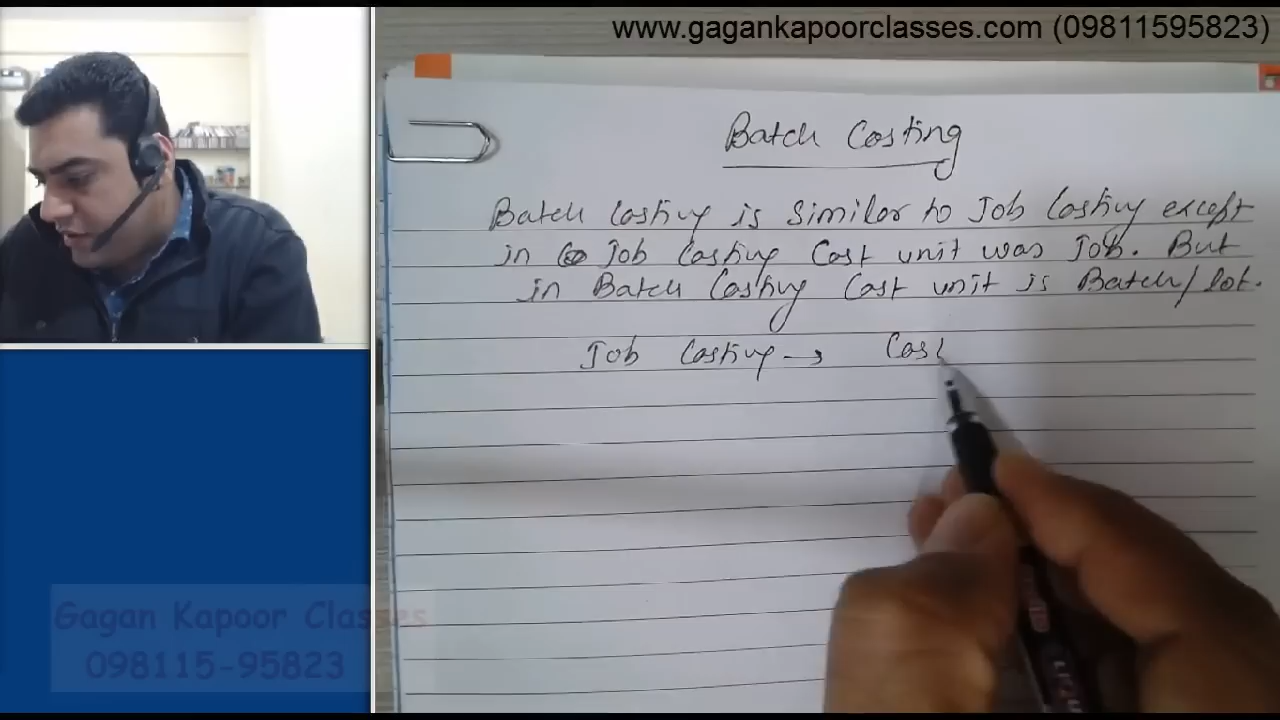 www.gagankapoorclasses.com (09811595823)
Batch Costing
Batch Costing is similar to Job Costing except
in Job Costing Cost unit was Job. But
in Batch Costing Cost unit is Batch/lot.
Job Costing → Cost
Gagan Kapoor Classes
098115-95823